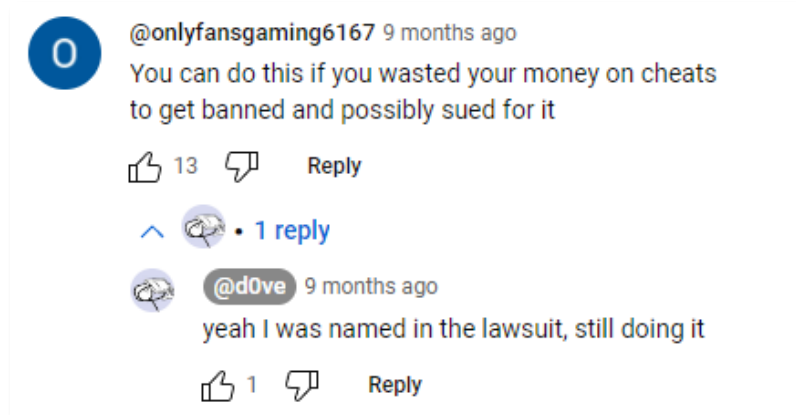 O
@onlyfansgaming6167 9 months ago
You can do this if you wasted your money on cheats
to get banned and possibly sued for it
13 Reply
• 1 reply
@d0ve 9 months ago
yeah I was named in the lawsuit, still doing it
1 Reply